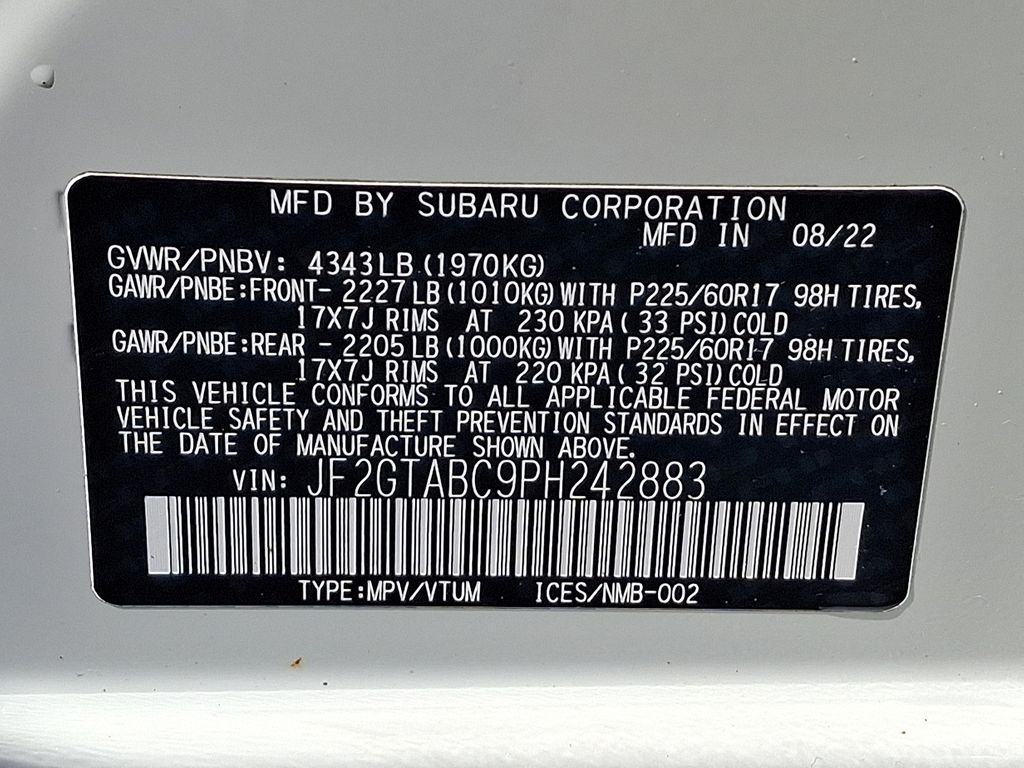 MFD BY SUBARU CORPORATION
MFD IN 08/22
GVWR/PNBV: 4343LB (1970KG)
GAWR/PNBE:FRONT- 2227 LB (1010KG) WITH P225/60R17 98H TIRES,
17X7J RIMS AT 230 KPA ( 33 PSI) COLD
GAWR/PNBE:REAR - 2205 LB (1000KG) WITH P225/60R17 98H TIRES,
17X7J RIMS AT 220 KPA ( 32 PSI) COLD
THIS VEHICLE CONFORMS TO ALL APPLICABLE FEDERAL MOTOR
VEHICLE SAFETY AND THEFT PREVENTION STANDARDS IN EFFECT ON
THE DATE OF MANUFACTURE SHOWN ABOVE.
VIN: JF2GTABC9PH242883
TYPE:MPV/VTUM ICES/NMB-002